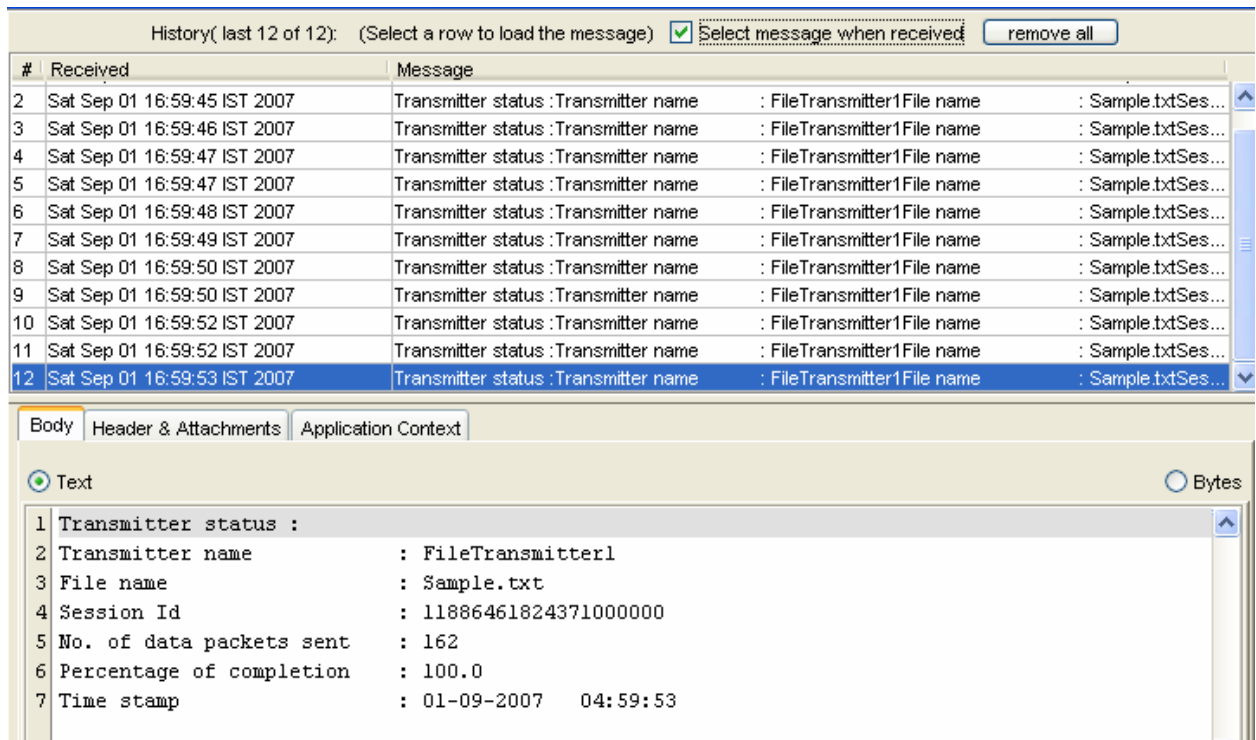 History( last 12 of 12): (Select a row to load the message) Select message when received remove all
# Received Message
2 Sat Sep 01 16:59:45 IST 2007 Transmitter status :Transmitter name : FileTransmitter1File name : Sample.txtSes...
3 Sat Sep 01 16:59:46 IST 2007 Transmitter status :Transmitter name : FileTransmitter1File name : Sample.txtSes...
4 Sat Sep 01 16:59:47 IST 2007 Transmitter status :Transmitter name : FileTransmitter1File name : Sample.txtSes...
5 Sat Sep 01 16:59:47 IST 2007 Transmitter status :Transmitter name : FileTransmitter1File name : Sample.txtSes...
6 Sat Sep 01 16:59:48 IST 2007 Transmitter status :Transmitter name : FileTransmitter1File name : Sample.txtSes...
7 Sat Sep 01 16:59:49 IST 2007 Transmitter status :Transmitter name : FileTransmitter1File name : Sample.txtSes...
8 Sat Sep 01 16:59:50 IST 2007 Transmitter status :Transmitter name : FileTransmitter1File name : Sample.txtSes...
9 Sat Sep 01 16:59:50 IST 2007 Transmitter status :Transmitter name : FileTransmitter1File name : Sample.txtSes...
10 Sat Sep 01 16:59:52 IST 2007 Transmitter status :Transmitter name : FileTransmitter1File name : Sample.txtSes...
11 Sat Sep 01 16:59:52 IST 2007 Transmitter status :Transmitter name : FileTransmitter1File name : Sample.txtSes...
12 Sat Sep 01 16:59:53 IST 2007 Transmitter status :Transmitter name : FileTransmitter1File name : Sample.txtSes...
Body Header & Attachments Application Context
Text Bytes
1 Transmitter status :
2 Transmitter name : FileTransmitter1
3 File name : Sample.txt
4 Session Id : 11886461824371000000
5 No. of data packets sent : 162
6 Percentage of completion : 100.0
7 Time stamp : 01-09-2007 04:59:53